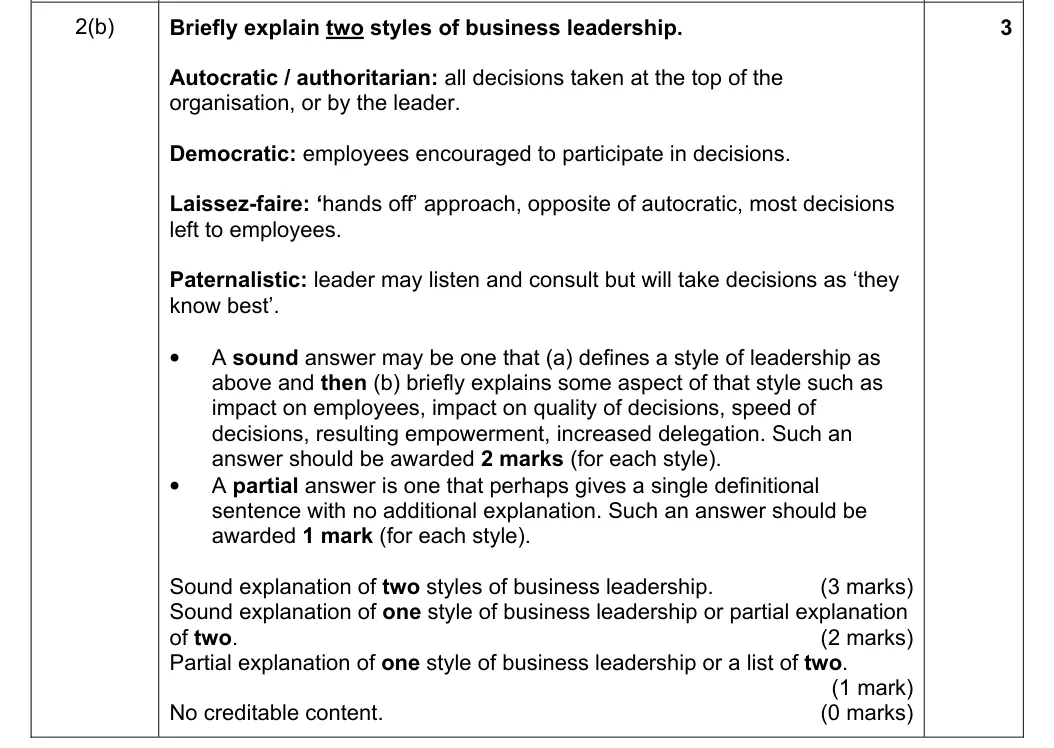 2(b)
Briefly explain two styles of business leadership.
3
Autocratic / authoritarian: all decisions taken at the top of the
organisation, or by the leader.
Democratic: employees encouraged to participate in decisions.
Laissez-faire: ‘hands off’ approach, opposite of autocratic, most decisions
left to employees.
Paternalistic: leader may listen and consult but will take decisions as ‘they
know best’.
• A sound answer may be one that (a) defines a style of leadership as
above and then (b) briefly explains some aspect of that style such as
impact on employees, impact on quality of decisions, speed of
decisions, resulting empowerment, increased delegation. Such an
answer should be awarded 2 marks (for each style).
• A partial answer is one that perhaps gives a single definitional
sentence with no additional explanation. Such an answer should be
awarded 1 mark (for each style).
Sound explanation of two styles of business leadership. (3 marks)
Sound explanation of one style of business leadership or partial explanation
of two. (2 marks)
Partial explanation of one style of business leadership or a list of two.
(1 mark)
No creditable content. (0 marks)